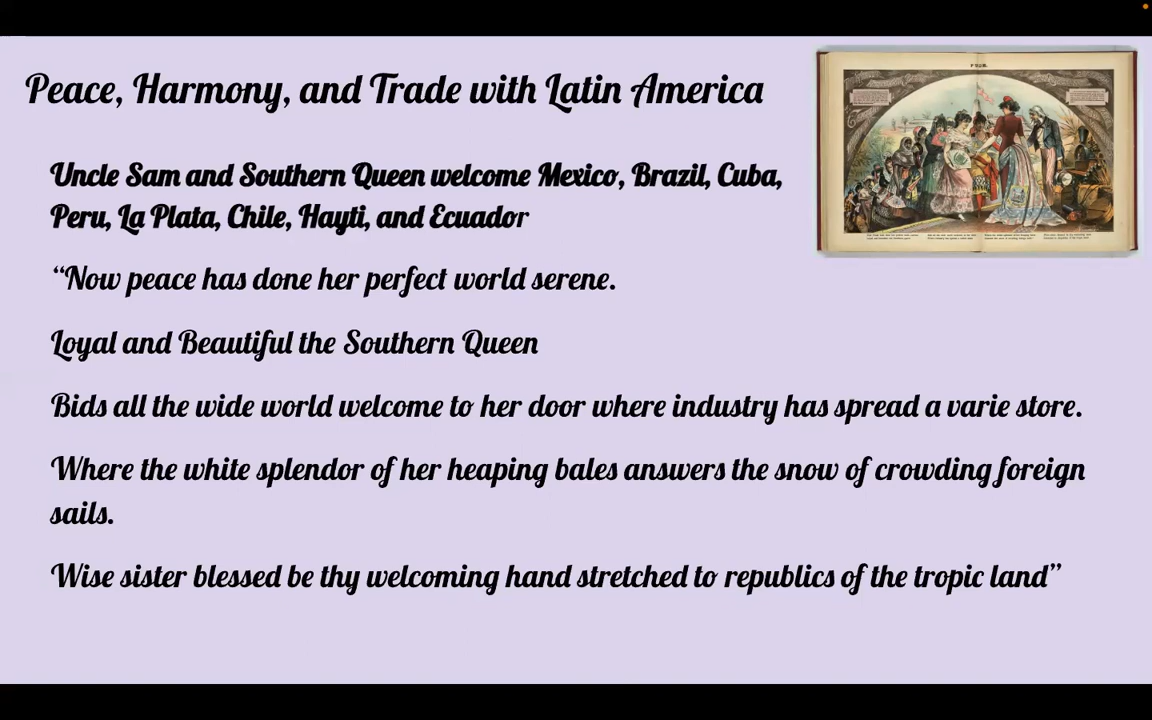 Peace, Harmony, and Trade with Latin America
PUCK.
Uncle Sam and Southern Queen welcome Mexico, Brazil, Cuba,
Peru, La Plata, Chile, Hayti, and Ecuador
“Now peace has done her perfect world serene.
Loyal and Beautiful the Southern Queen
Bids all the wide world welcome to her door where industry has spread a varie store.
Where the white splendor of her heaping bales answers the snow of crowding foreign
sails.
Wise sister blessed be thy welcoming hand stretched to republics of the tropic land”